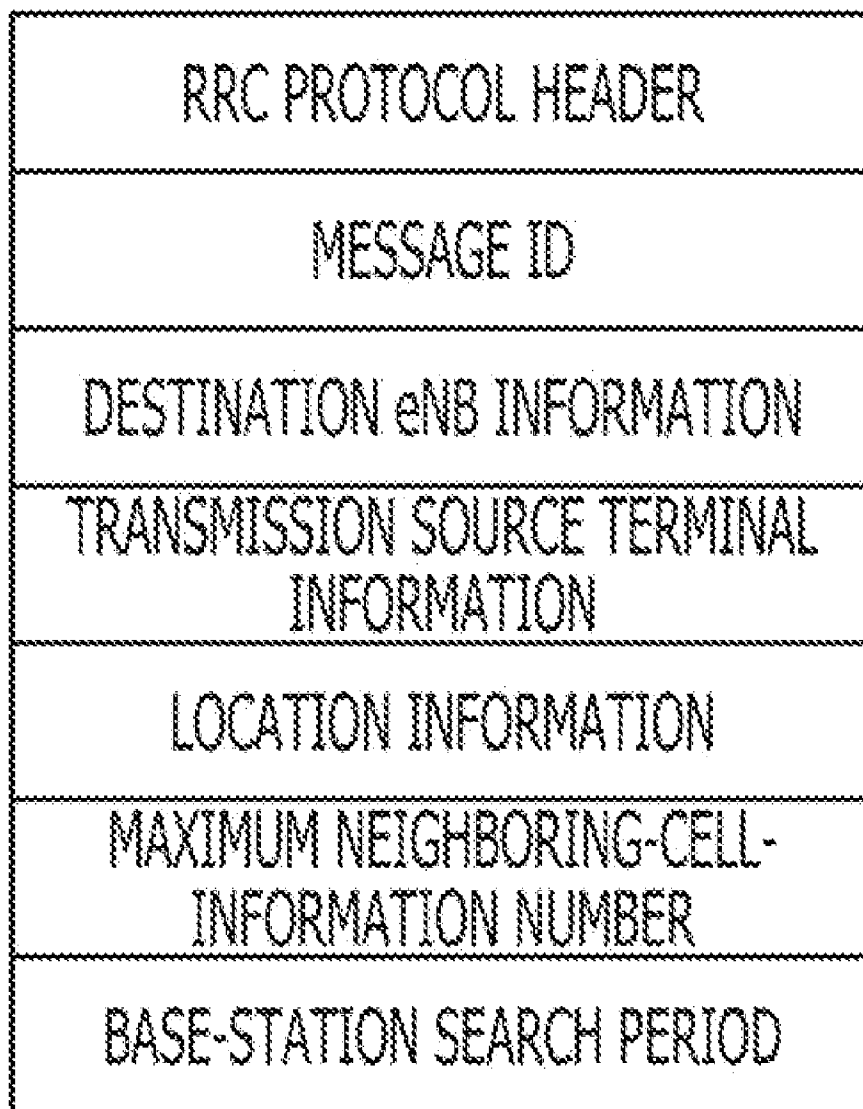 RRC PROTOCOL HEADER
MESSAGE ID
DESTINATION eNB INFORMATION
TRANSMISSION SOURCE TERMINAL
INFORMATION
LOCATION INFORMATION
MAXIMUM NEIGHBORING-CELL-
INFORMATION NUMBER
BASE-STATION SEARCH PERIOD